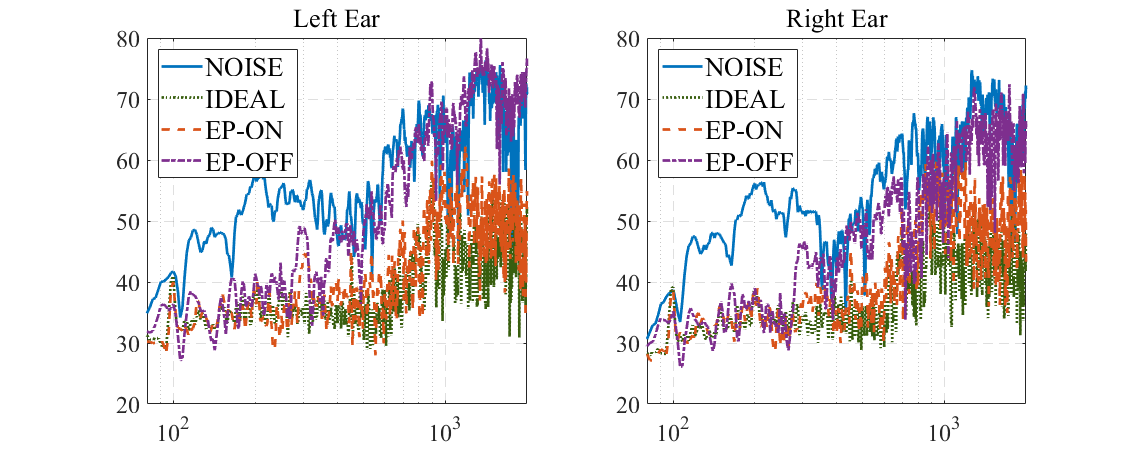 Left Ear
80
70
60
50
40
30
20
NOISE
IDEAL
EP-ON
EP-OFF
10²
10³
Right Ear
80
70
60
50
40
30
20
NOISE
IDEAL
EP-ON
EP-OFF
10²
10³